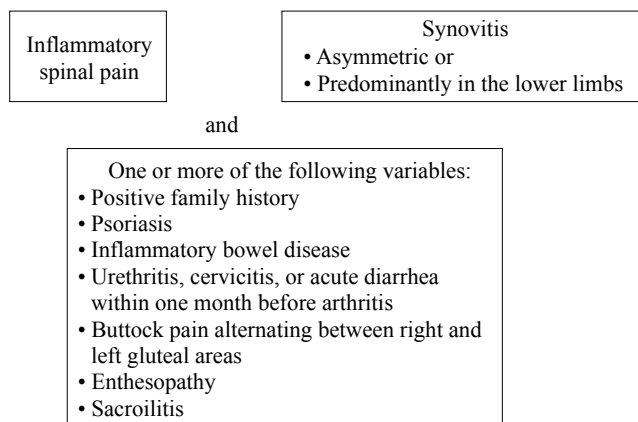 Inflammatory
spinal pain
Synovitis
• Asymmetric or
• Predominantly in the lower limbs
and
One or more of the following variables:
• Positive family history
• Psoriasis
• Inflammatory bowel disease
• Urethritis, cervicitis, or acute diarrhea
within one month before arthritis
• Buttock pain alternating between right and
left gluteal areas
• Enthesopathy
• Sacroilitis